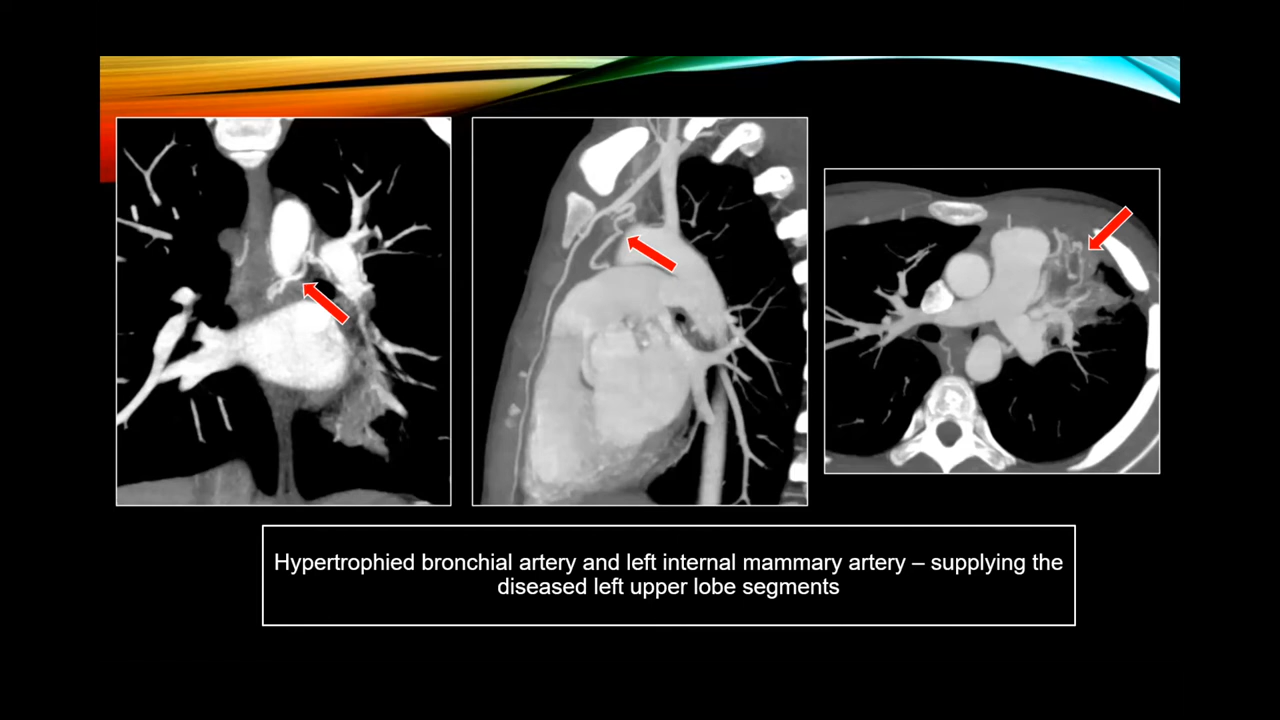 Hypertrophied bronchial artery and left internal mammary artery – supplying the
diseased left upper lobe segments